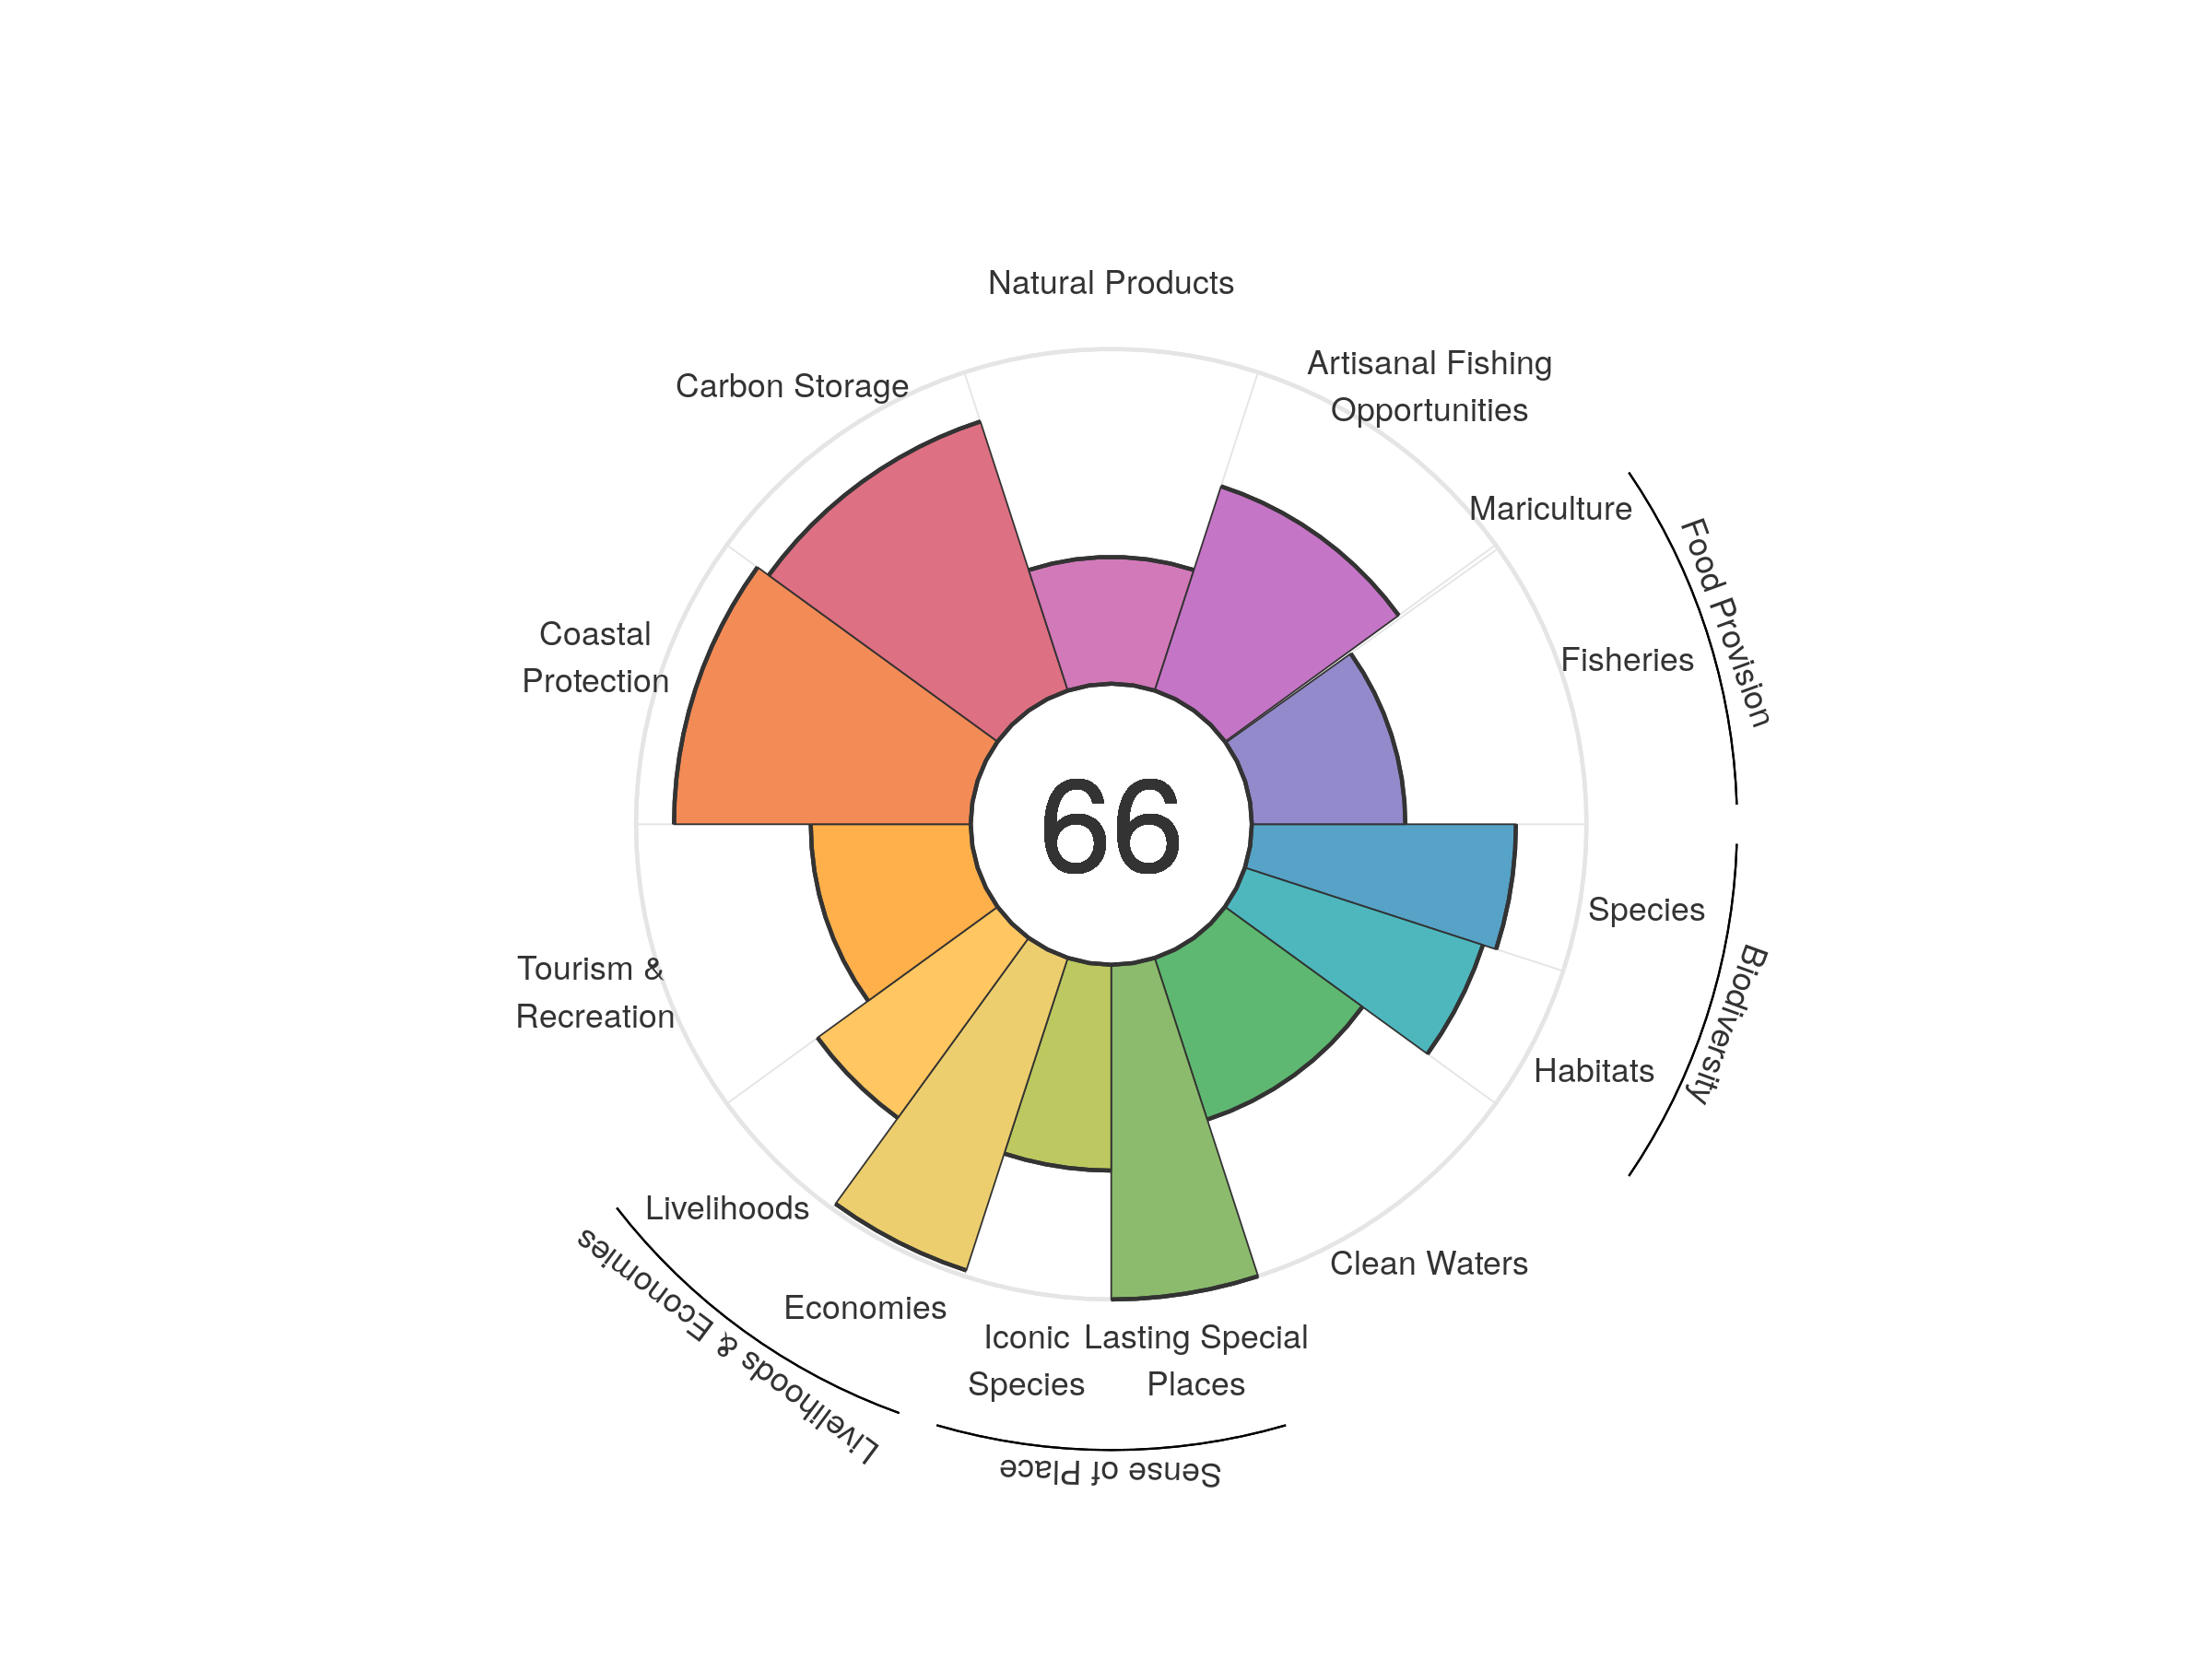 Natural Products
Artisanal Fishing
Opportunities
Carbon Storage
Mariculture
Food Provision
Fisheries
Coastal
Protection
66
Species
Biodiversity
Tourism &
Recreation
Habitats
Livelihoods
Clean Waters
Livelihoods & Economies
Economies
Iconic
Species
Lasting Special
Places
Sense of Place